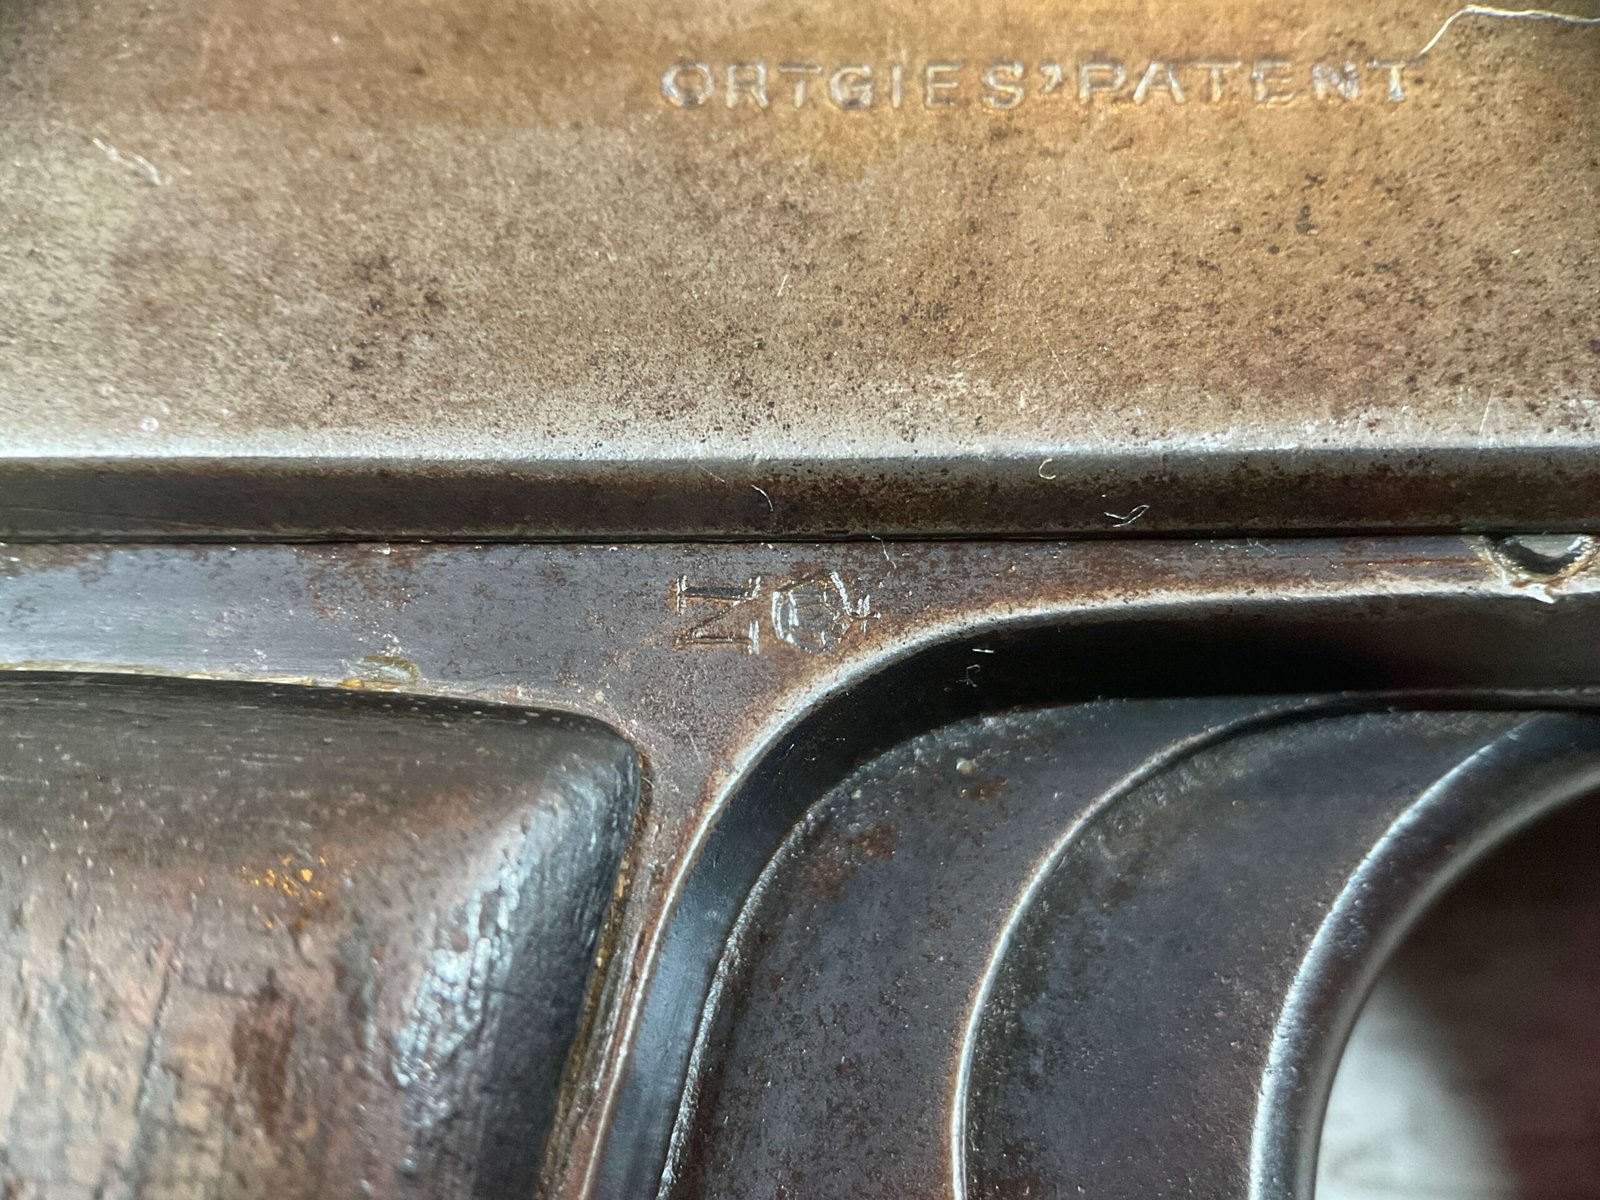 ORTGIES' PATENT
N